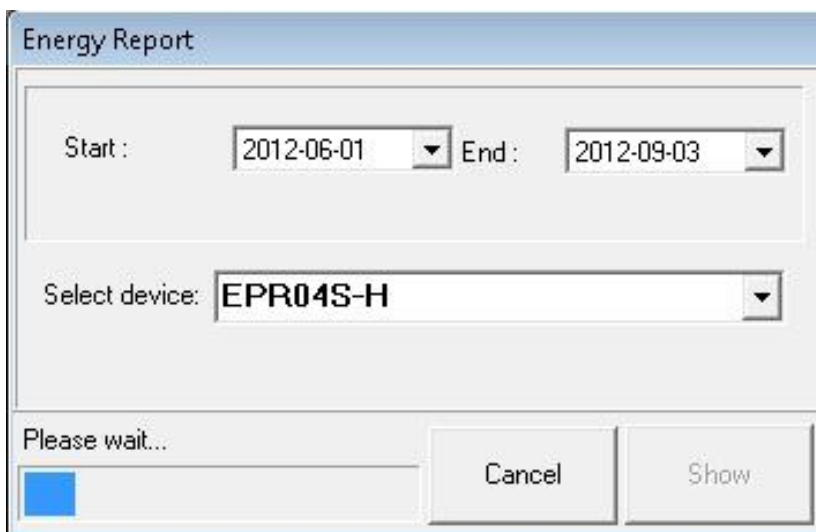 Energy Report
Start : 2012-06-01 End : 2012-09-03
Select device: EPR04S-H
Please wait...
Cancel Show